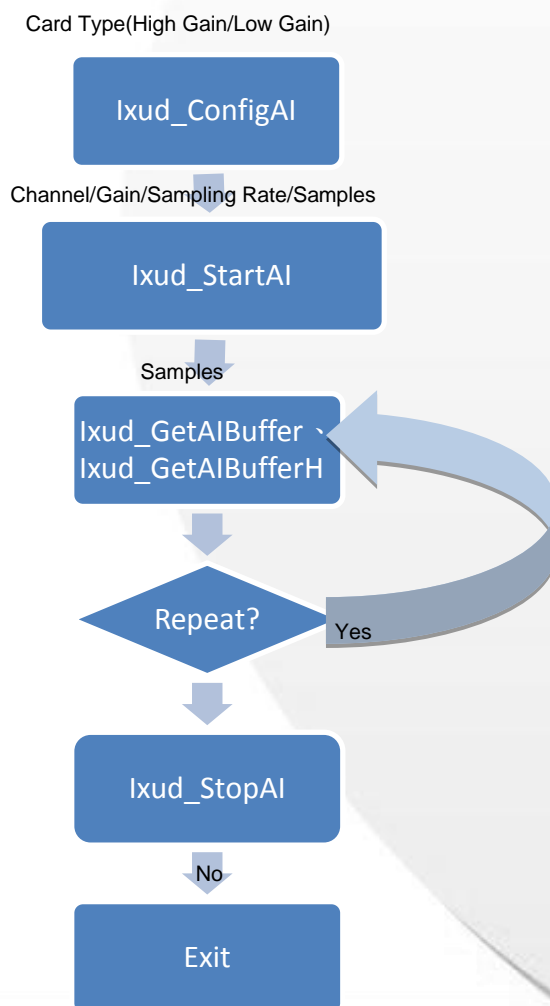 Card Type(High Gain/Low Gain)
Ixud_ConfigAI
Channel/Gain/Sampling Rate/Samples
Ixud_StartAI
Samples
Ixud_GetAIBuffer、
Ixud_GetAIBufferH
Repeat?
Yes
Ixud_StopAI
No
Exit